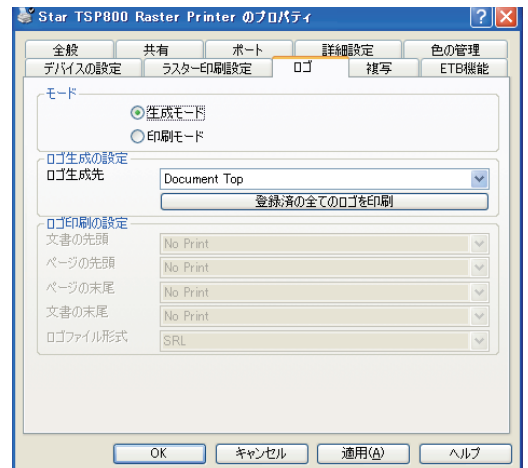 Star TSP800 Raster Printer のプロパティ
全般 共有 ポート 詳細設定 色の管理
デバイスの設定 ラスター印刷設定 ロゴ 複写 ETB機能
モード
生成モード
印刷モード
ロゴ生成の設定
ロゴ生成先 Document Top
登録済の全てのロゴを印刷
ロゴ印刷の設定
文書の先頭 No Print
ページの先頭 No Print
ページの末尾 No Print
文書の末尾 No Print
ロゴファイル形式 SRL
OK キャンセル 適用(A) ヘルプ